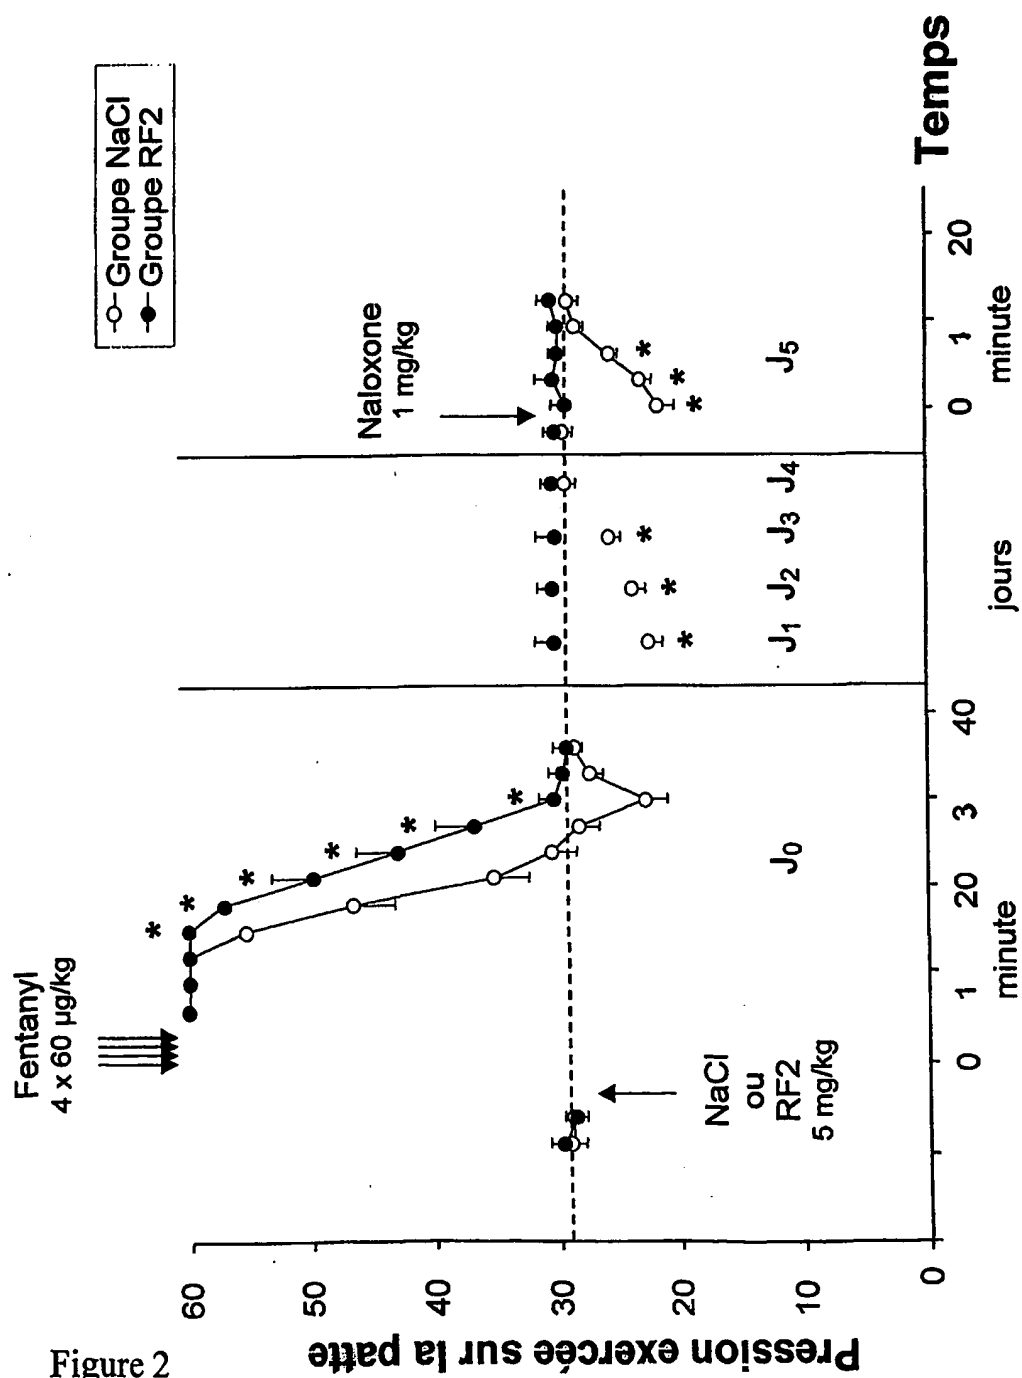 Figure 2
Groupe NaCl
Groupe RF2
Fentanyl
4 x 60 µg/kg
Naloxone
1 mg/kg
NaCl
ou
RF2
5 mg/kg
Pression exercée sur la patte
60
50
40
30
20
10
0
* * * * * *
* * *
* * *
J0
J1 J2 J3 J4
J5
0 1 20 3 40
0 1 20
minute
jours
minute
Temps